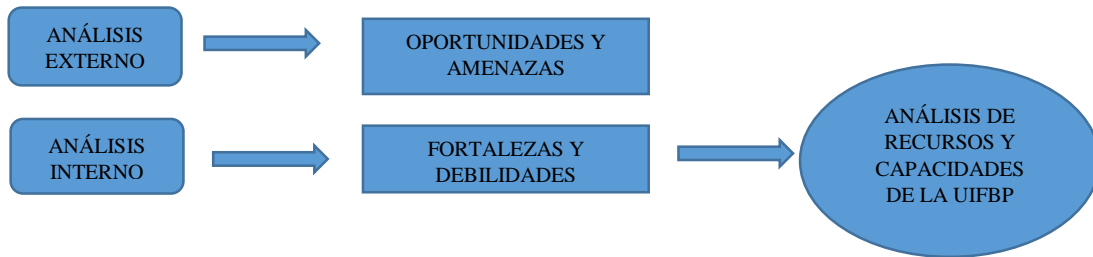 ANÁLISIS
EXTERNO
OPORTUNIDADES Y
AMENAZAS
ANÁLISIS
INTERNO
FORTALEZAS Y
DEBILIDADES
ANÁLISIS DE
RECURSOS Y
CAPACIDADES
DE LA UIFBP